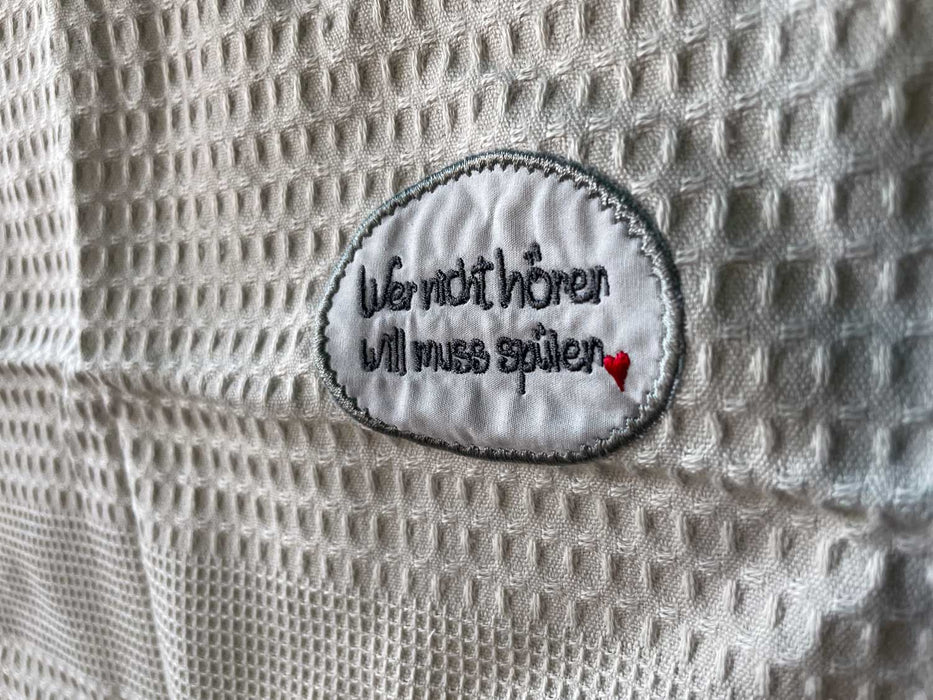 Wer nicht hören
will muss spülen